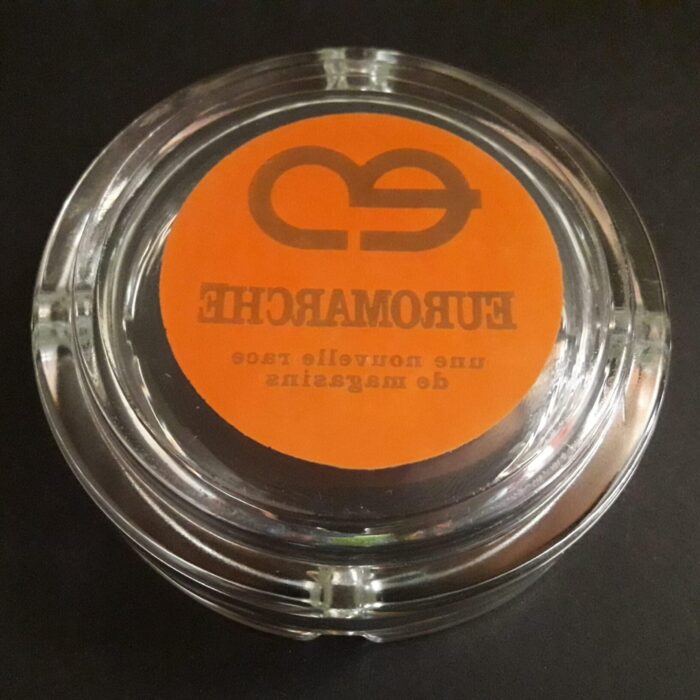 EUROMARCHE
une nouvelle race
de magasins